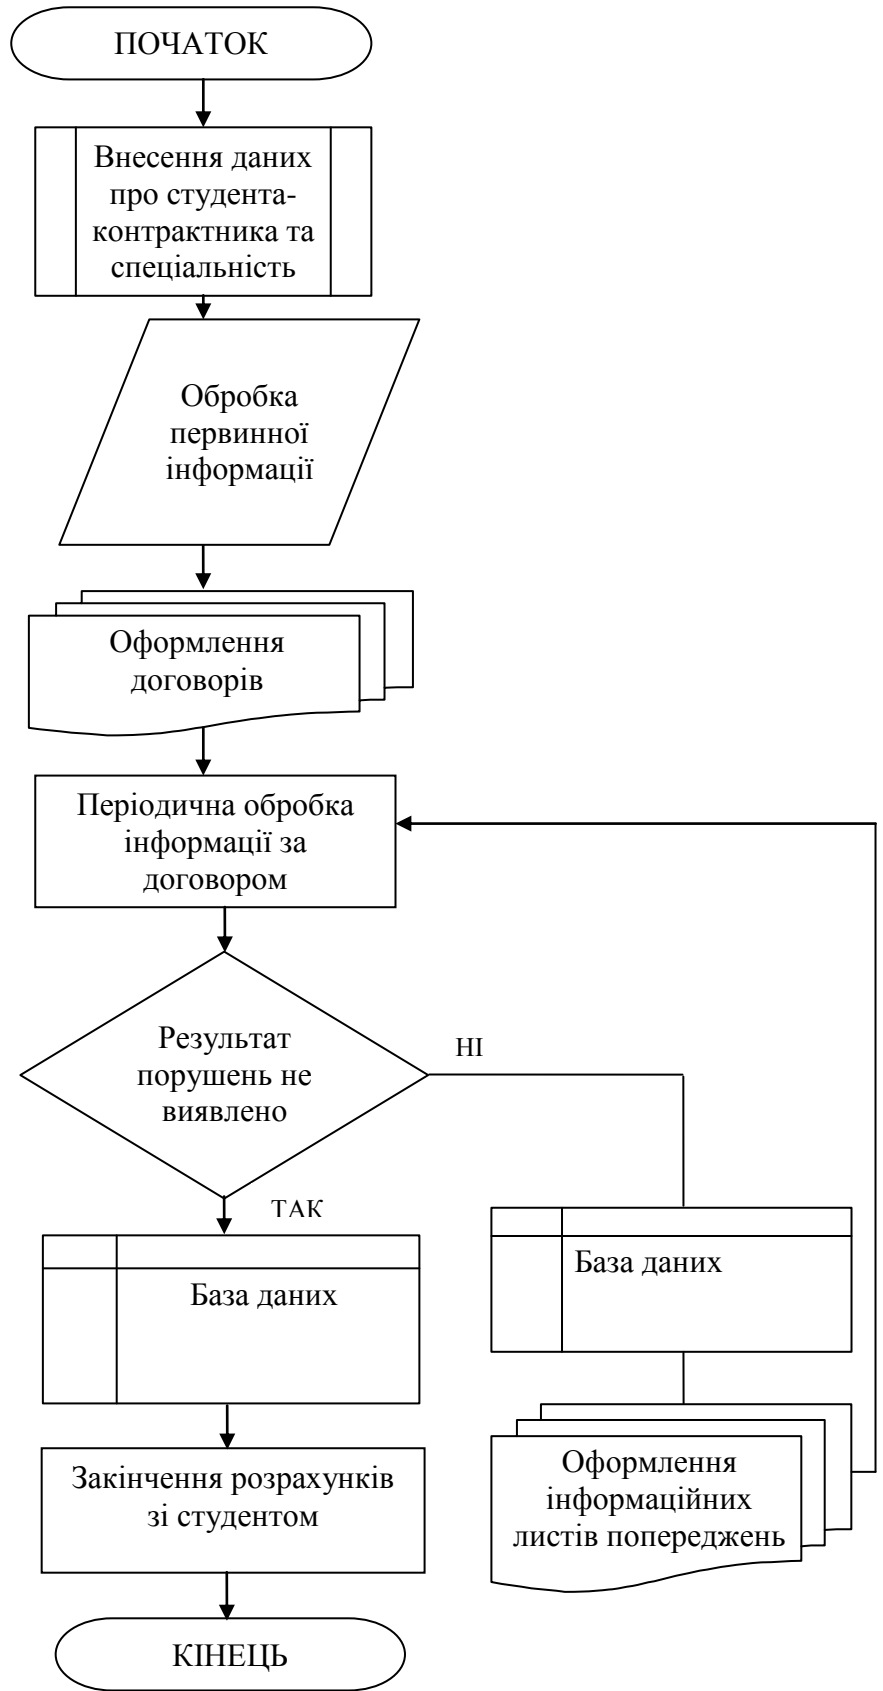 ПОЧАТОК
Внесення даних
про студента-
контрактника та
спеціальність
Обробка
первинної
інформації
Оформлення
договорів
Періодична обробка
інформації за
договором
Результат
порушень не
виявлено
НІ
ТАК
База даних
База даних
Закінчення розрахунків
зі студентом
Оформлення
інформаційних
листів попереджень
КІНЕЦЬ